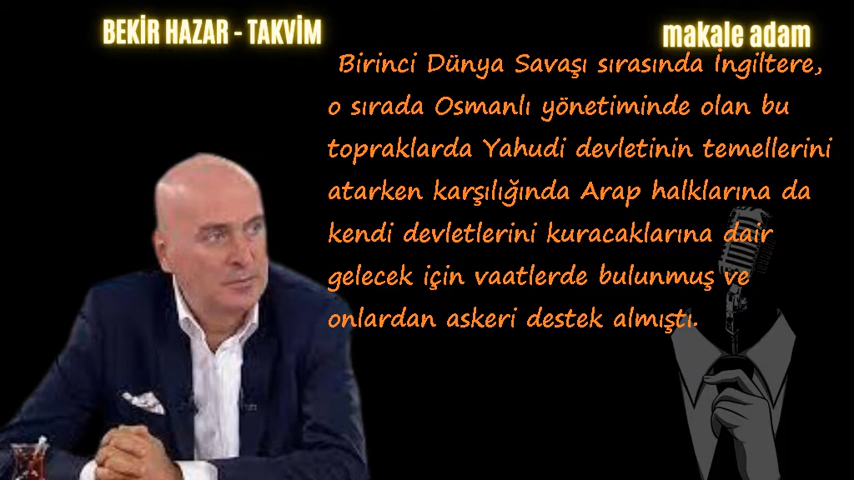 BEKİR HAZAR - TAKVİM
makale adam
Birinci Dünya Savaşı sırasında İngiltere,
o sırada Osmanlı yönetiminde olan bu
topraklarda Yahudi devletinin temellerini
atarken karşılığında Arap halklarına da
kendi devletlerini kuracaklarına dair
gelecek için vaatlerde bulunmuş ve
onlardan askeri destek almıştı.